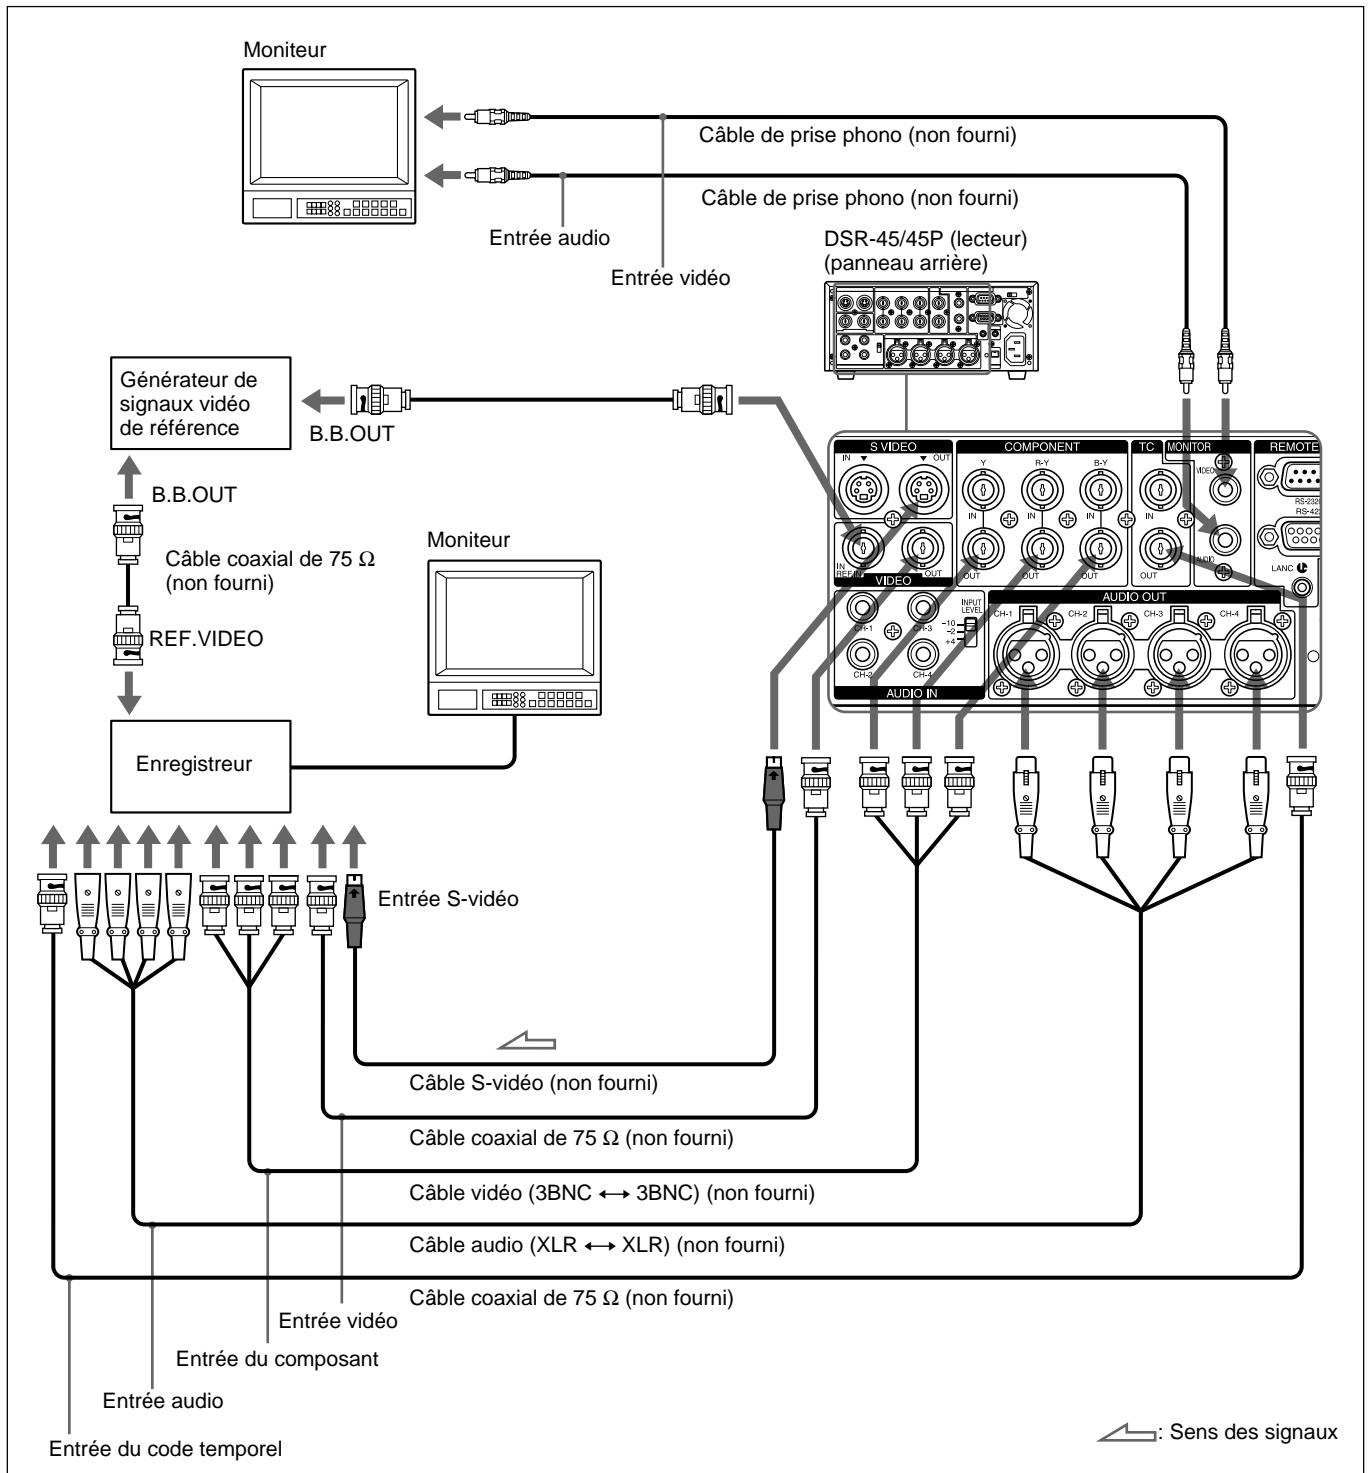 Moniteur
Câble de prise phono (non fourni)
Câble de prise phono (non fourni)
Entrée audio
Entrée vidéo
DSR-45/45P (lecteur)
(panneau arrière)
Générateur de
signaux vidéo
de référence
B.B.OUT
B.B.OUT
Câble coaxial de 75 Ω
(non fourni)
REF.VIDEO
Moniteur
Enregistreur
S VIDEO
COMPONENT
TC
MONITOR
REMOTE
IN
OUT
Y
R-Y
B-Y
VIDEO
IN
IN
IN
IN
RS-232
RS-42
IN
REF.IN
OUT
OUT
OUT
OUT
OUT
AUDIO
LANC
VIDEO
AUDIO OUT
CH-1
CH-3
INPUT
LEVEL
-10
-2
+4
CH-2
CH-4
AUDIO IN
CH-1
CH-2
CH-3
CH-4
Entrée S-vidéo
Câble S-vidéo (non fourni)
Câble coaxial de 75 Ω (non fourni)
Câble vidéo (3BNC ⟷ 3BNC) (non fourni)
Câble audio (XLR ⟷ XLR) (non fourni)
Câble coaxial de 75 Ω (non fourni)
Entrée vidéo
Entrée du composant
Entrée audio
Entrée du code temporel
: Sens des signaux